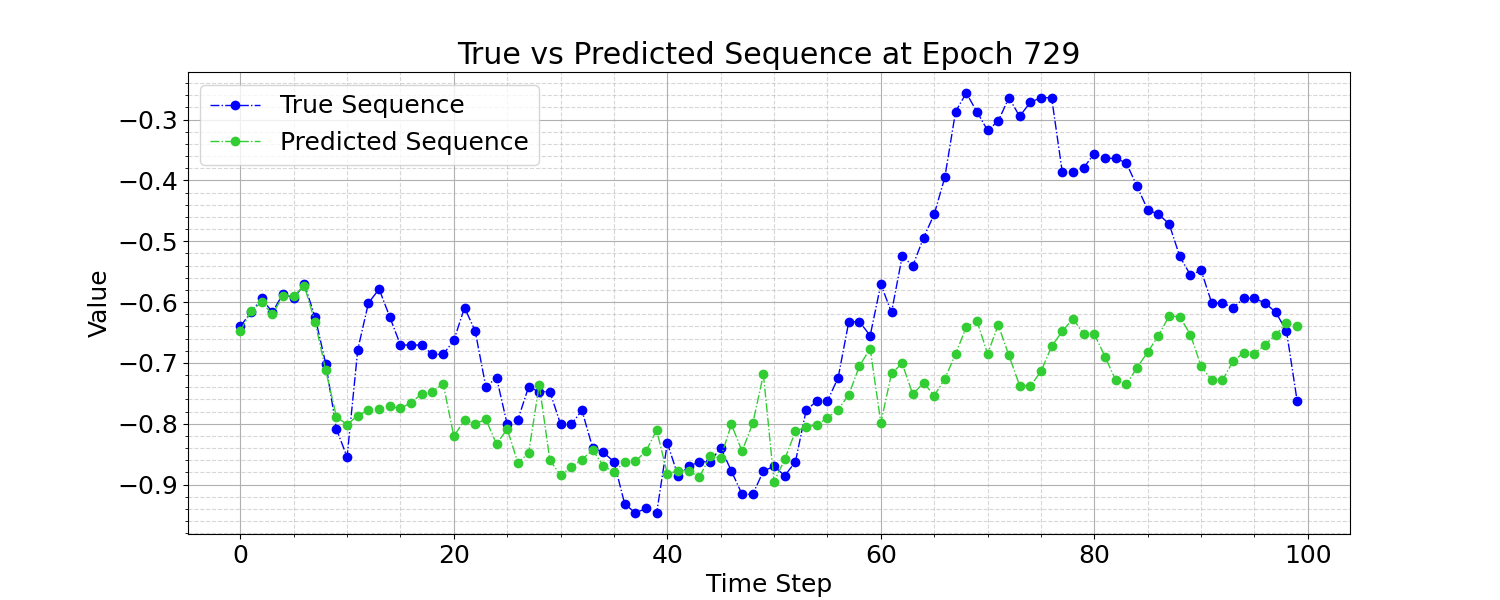 True vs Predicted Sequence at Epoch 729
True Sequence
Predicted Sequence
Value
−0.3
−0.4
−0.5
−0.6
−0.7
−0.8
−0.9
0 20 40 60 80 100
Time Step